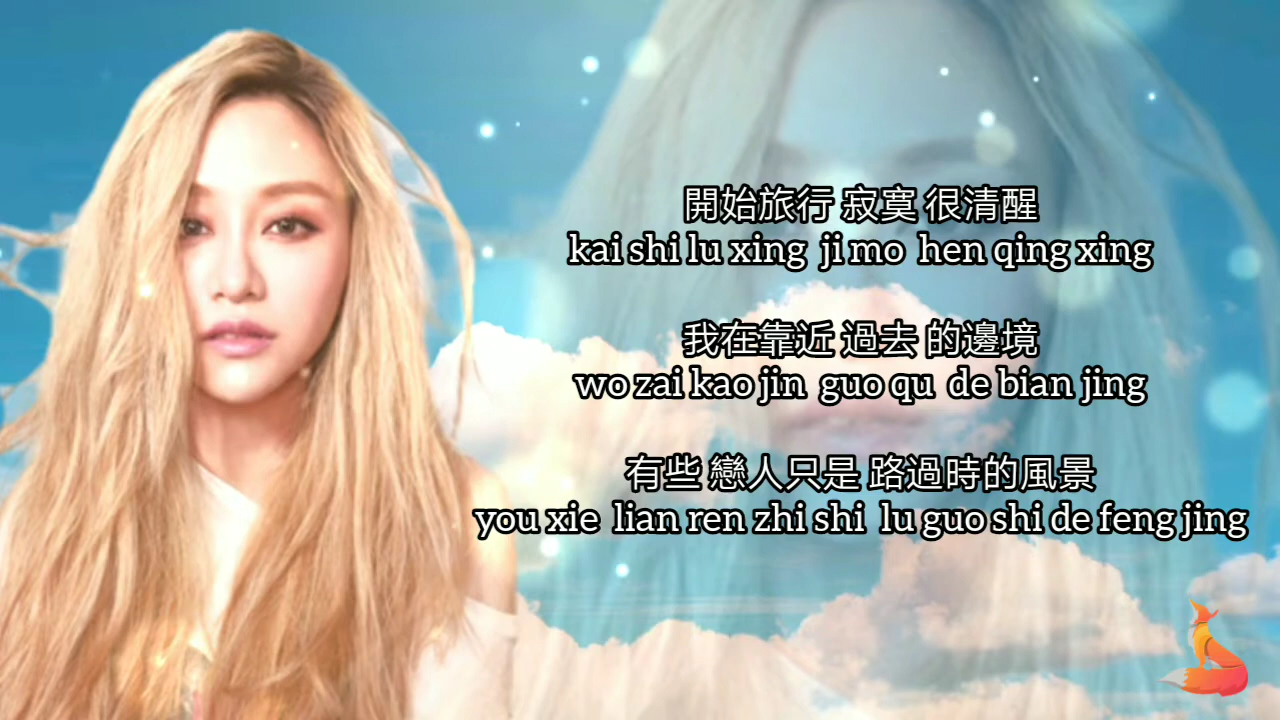 開始旅行 寂寞 很清醒
kai shi lu xing ji mo hen qing xing
我在靠近 過去 的邊境
wo zai kao jin guo qu de bian jing
有些 戀人只是 路過時的風景
you xie lian ren zhi shi lu guo shi de feng jing